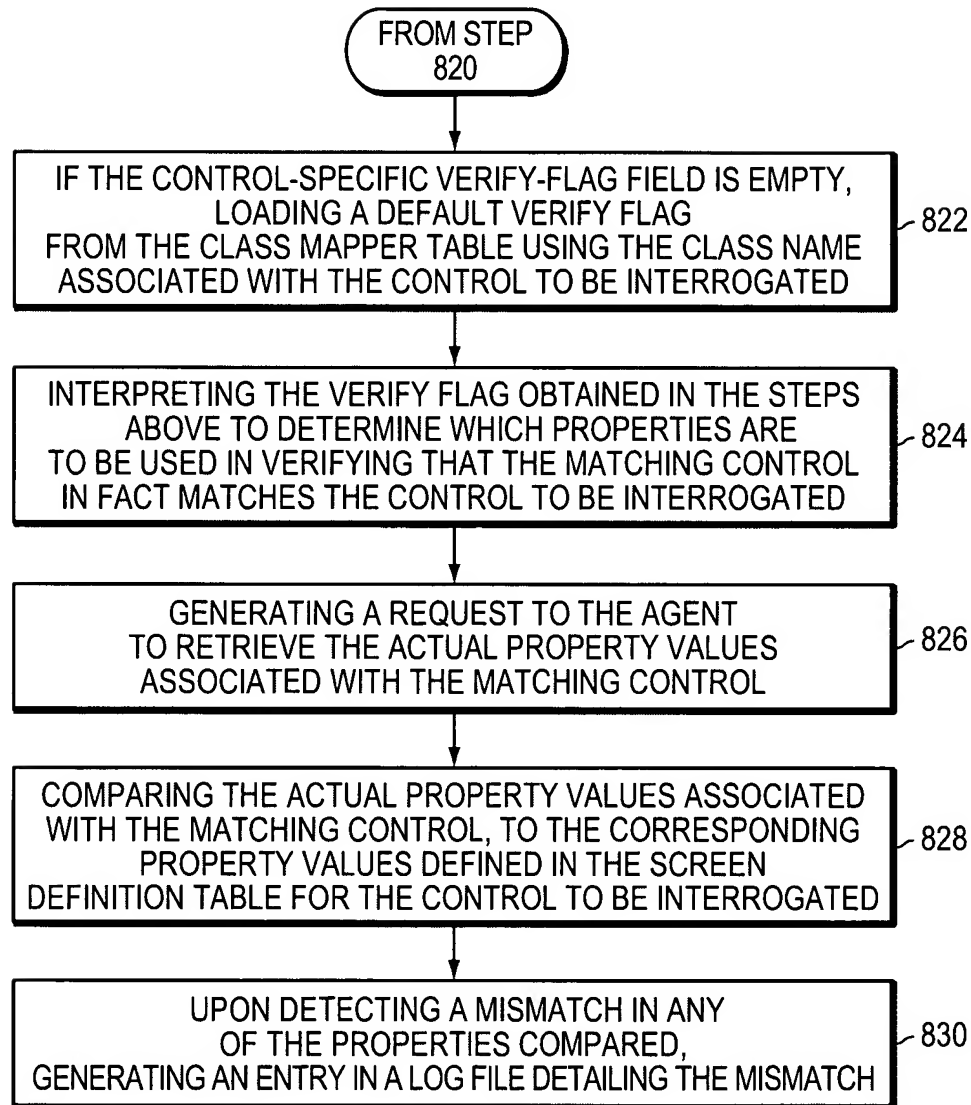 FROM STEP
820
IF THE CONTROL-SPECIFIC VERIFY-FLAG FIELD IS EMPTY,
LOADING A DEFAULT VERIFY FLAG
FROM THE CLASS MAPPER TABLE USING THE CLASS NAME
ASSOCIATED WITH THE CONTROL TO BE INTERROGATED
822
INTERPRETING THE VERIFY FLAG OBTAINED IN THE STEPS
ABOVE TO DETERMINE WHICH PROPERTIES ARE
TO BE USED IN VERIFYING THAT THE MATCHING CONTROL
IN FACT MATCHES THE CONTROL TO BE INTERROGATED
824
GENERATING A REQUEST TO THE AGENT
TO RETRIEVE THE ACTUAL PROPERTY VALUES
ASSOCIATED WITH THE MATCHING CONTROL
826
COMPARING THE ACTUAL PROPERTY VALUES ASSOCIATED
WITH THE MATCHING CONTROL, TO THE CORRESPONDING
PROPERTY VALUES DEFINED IN THE SCREEN
DEFINITION TABLE FOR THE CONTROL TO BE INTERROGATED
828
UPON DETECTING A MISMATCH IN ANY
OF THE PROPERTIES COMPARED,
GENERATING AN ENTRY IN A LOG FILE DETAILING THE MISMATCH
830